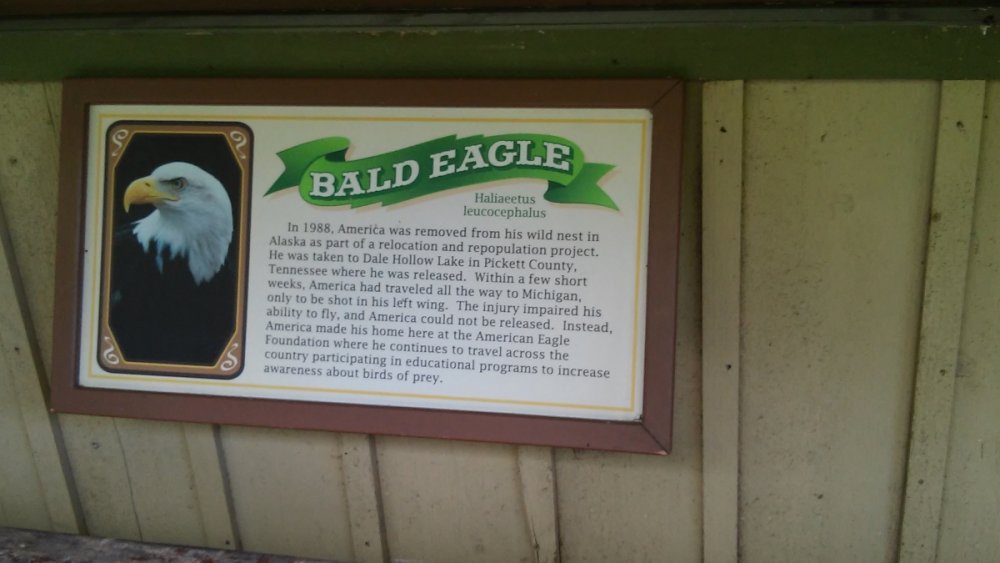 BALD EAGLE
Haliaeetus
leucocephalus
In 1988, America was removed from his wild nest in
Alaska as part of a relocation and repopulation project.
He was taken to Dale Hollow Lake in Pickett County,
Tennessee where he was released. Within a few short
weeks, America had traveled all the way to Michigan,
only to be shot in his left wing. The injury impaired his
ability to fly, and America could not be released. Instead,
America made his home here at the American Eagle
Foundation where he continues to travel across the
country participating in educational programs to increase
awareness about birds of prey.